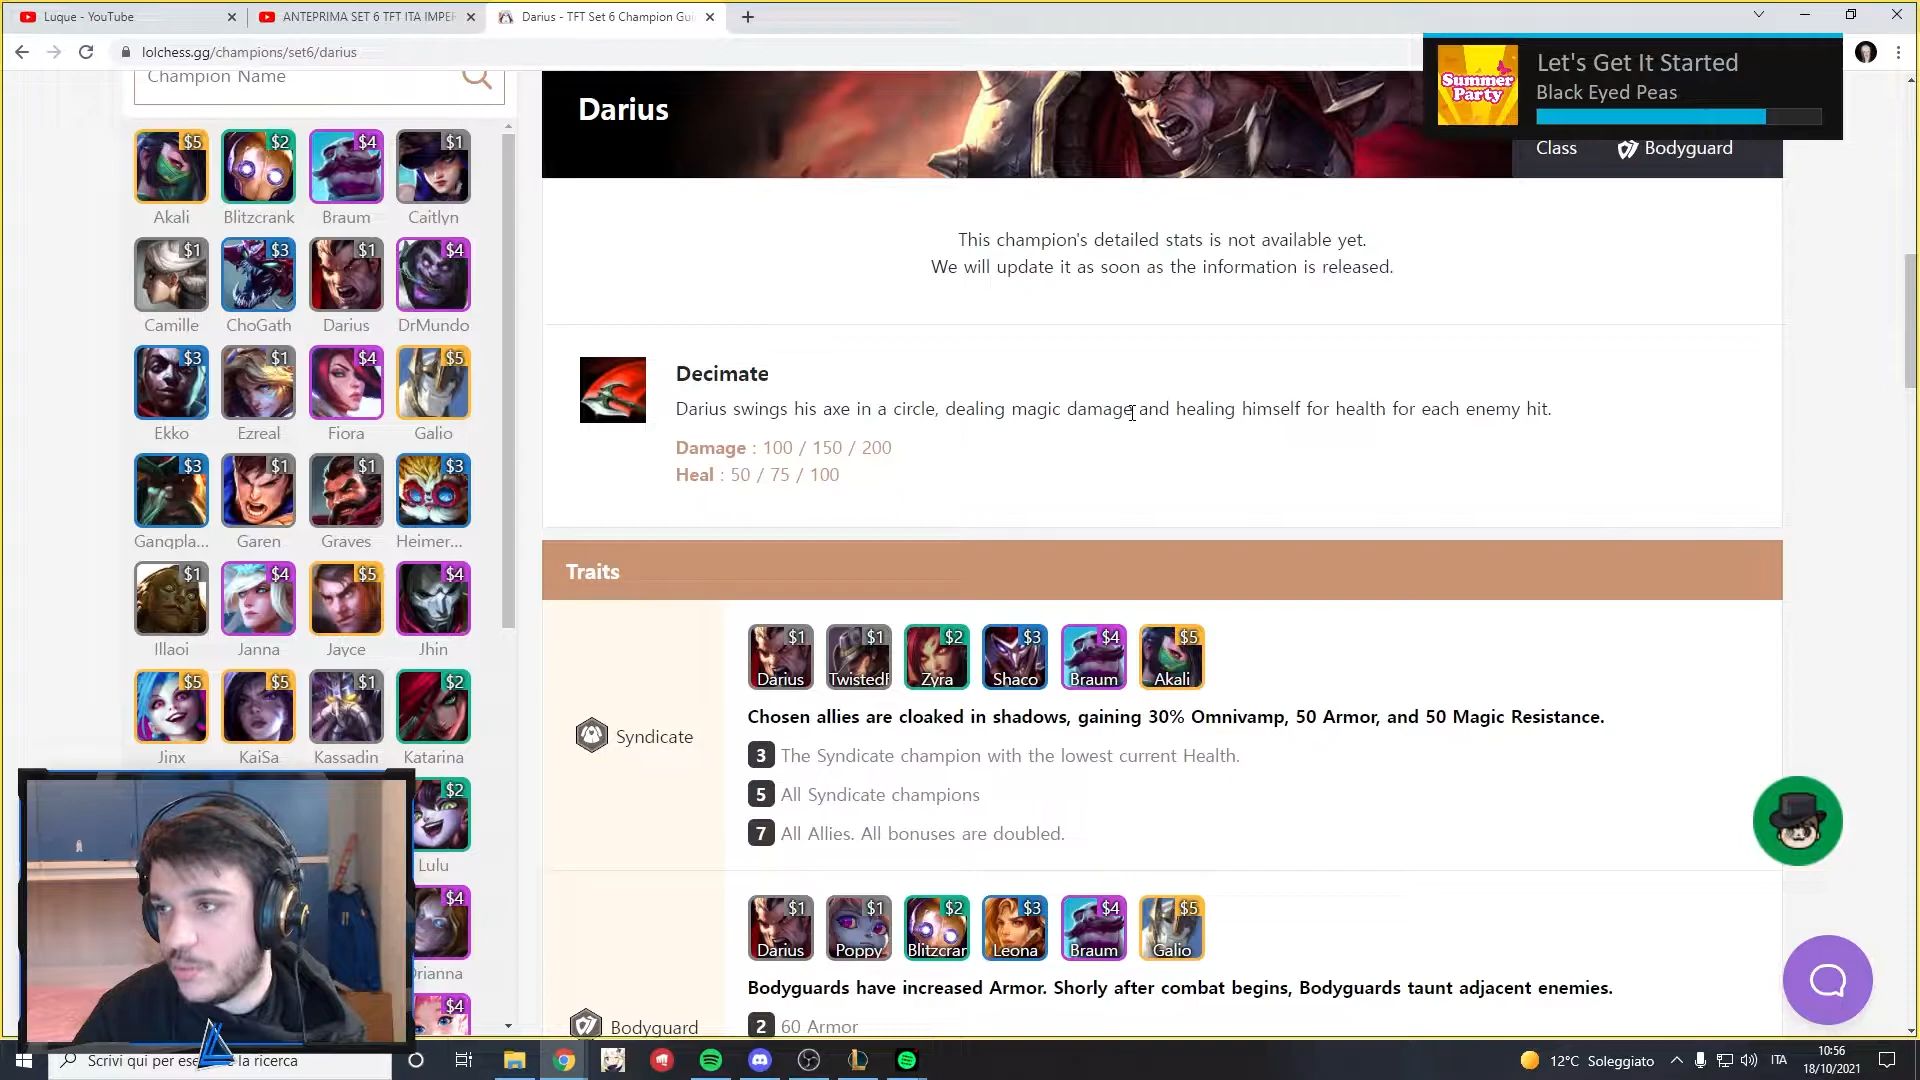 Luque - YouTube
ANTEPRIMA SET 6 TFT ITA IMPER
Darius - TFT Set 6 Champion Gui
lolchess.gg/champions/set6/darius
Let's Get It Started
Black Eyed Peas
Summer Party
Champion Name
Darius
Class Bodyguard
$5 $2 $4 $1
Akali Blitzcrank Braum Caitlyn
$1 $3 $1 $4
Camille ChoGath Darius DrMundo
$3 $1 $4 $5
Ekko Ezreal Fiora Galio
$3 $1 $1 $3
Gangpla... Garen Graves Heimer...
$1 $4 $5 $4
Illaoi Janna Jayce Jhin
$5 $5 $1 $2
Jinx KaiSa Kassadin Katarina
$2
Lulu
$4
Orianna
$4
This champion's detailed stats is not available yet.
We will update it as soon as the information is released.
Decimate
Darius swings his axe in a circle, dealing magic damage and healing himself for health for each enemy hit.
Damage : 100 / 150 / 200
Heal : 50 / 75 / 100
Traits
Syndicate
$1 $1 $2 $3 $4 $5
Darius TwistedF Zyra Shaco Braum Akali
Chosen allies are cloaked in shadows, gaining 30% Omnivamp, 50 Armor, and 50 Magic Resistance.
3 The Syndicate champion with the lowest current Health.
5 All Syndicate champions
7 All Allies. All bonuses are doubled.
Bodyguard
$1 $1 $2 $3 $4 $5
Darius Poppy Blitzcrar Leona Braum Galio
Bodyguards have increased Armor. Shorly after combat begins, Bodyguards taunt adjacent enemies.
2 60 Armor
Scrivi qui per ese la ricerca
12°C Soleggiato
ITA
10:56
18/10/2021